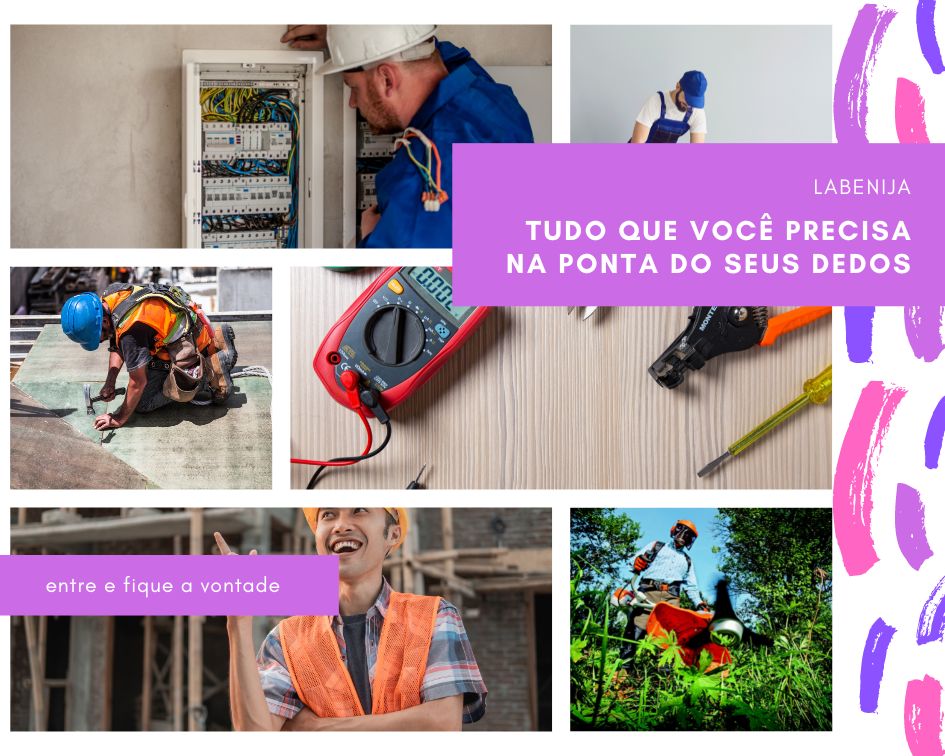 LABENIJA
TUDO QUE VOCÊ PRECISA
NA PONTA DO SEUS DEDOS
entre e fique a vontade